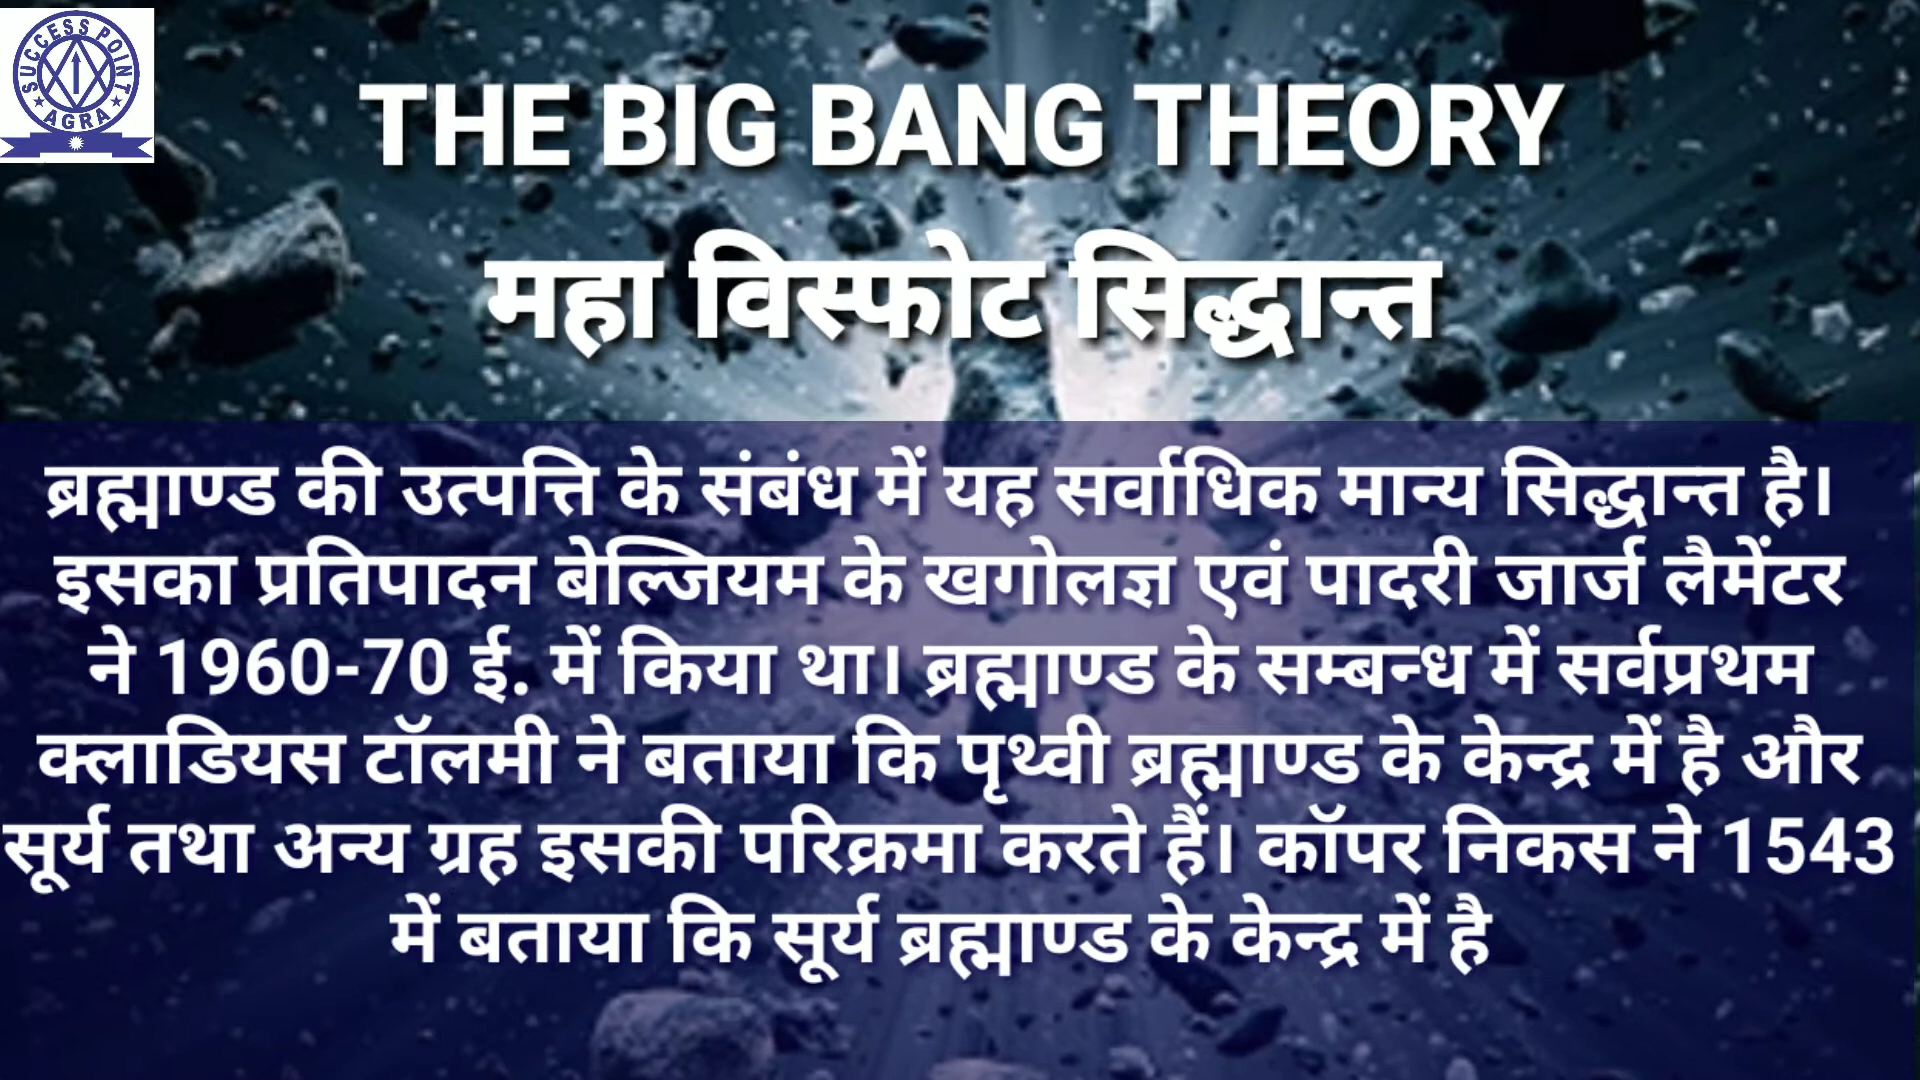 SUCCESS POINT
AGRA
THE BIG BANG THEORY
महा विस्फोट सिद्धान्त
ब्रह्माण्ड की उत्पत्ति के संबंध में यह सर्वाधिक मान्य सिद्धान्त है।
इसका प्रतिपादन बेल्जियम के खगोलज्ञ एवं पादरी जार्ज लैमेंटर
ने 1960-70 ई. में किया था। ब्रह्माण्ड के सम्बन्ध में सर्वप्रथम
क्लाडियस टॉलमी ने बताया कि पृथ्वी ब्रह्माण्ड के केन्द्र में है और
सूर्य तथा अन्य ग्रह इसकी परिक्रमा करते हैं। कॉपर निकस ने 1543
में बताया कि सूर्य ब्रह्माण्ड के केन्द्र में है